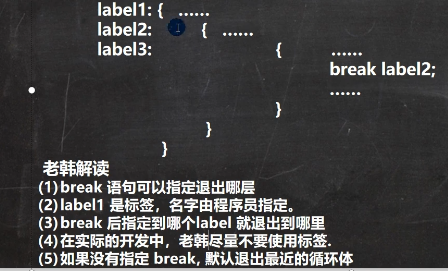 label1: { ……
label2: { ……
label3: { ……
break label2;
……
}
}
}
老韩解读
(1)break 语句可以指定退出哪层
(2)label1 是标签，名字由程序员指定。
(3)break 后指定到哪个label 就退出到哪里
(4)在实际的开发中，老韩尽量不要使用标签.
(5)如果没有指定 break, 默认退出最近的循环体